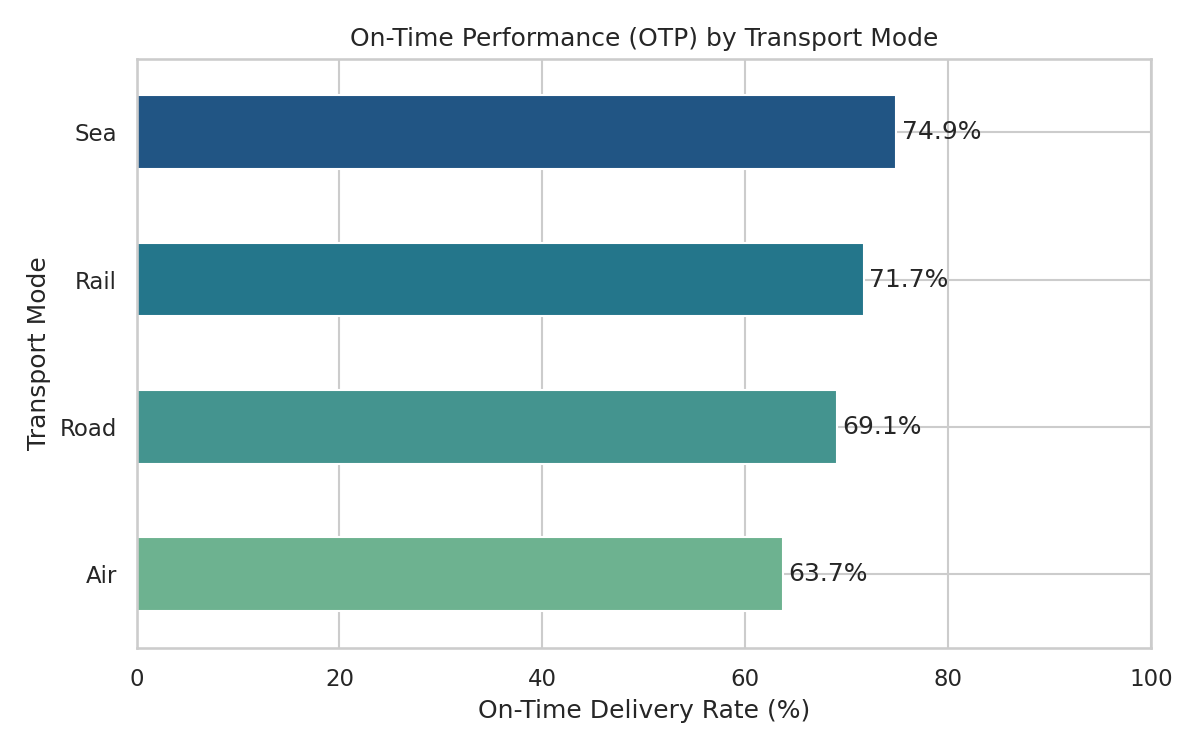 On-Time Performance (OTP) by Transport Mode
Transport Mode
Sea
74.9%
Rail
71.7%
Road
69.1%
Air
63.7%
0 20 40 60 80 100
On-Time Delivery Rate (%)